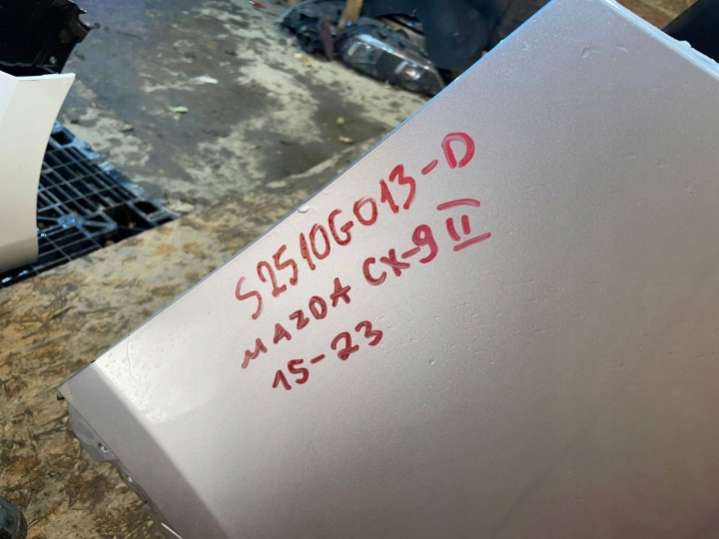 S2510G013-D
MAZDA CX-9 II
15-23